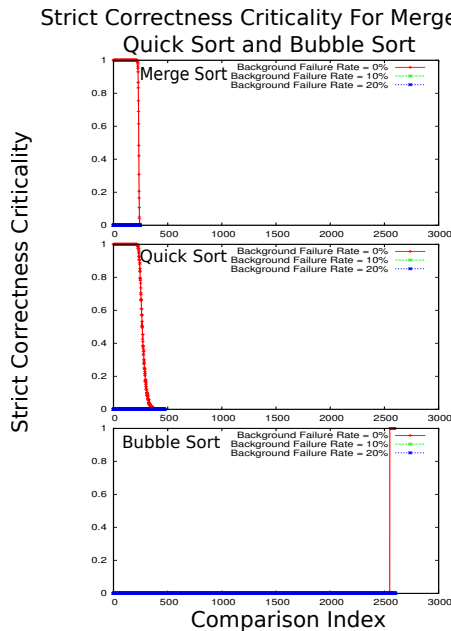 Strict Correctness Criticality For Merge
Quick Sort and Bubble Sort
Strict Correctness Criticality
Merge Sort
Background Failure Rate = 0%
Background Failure Rate = 10%
Background Failure Rate = 20%
1
0.8
0.6
0.4
0.2
0
0 500 1000 1500 2000 2500 3000
Quick Sort
Background Failure Rate = 0%
Background Failure Rate = 10%
Background Failure Rate = 20%
1
0.8
0.6
0.4
0.2
0
0 500 1000 1500 2000 2500 3000
Bubble Sort
Background Failure Rate = 0%
Background Failure Rate = 10%
Background Failure Rate = 20%
1
0.8
0.6
0.4
0.2
0
0 500 1000 1500 2000 2500 3000
Comparison Index